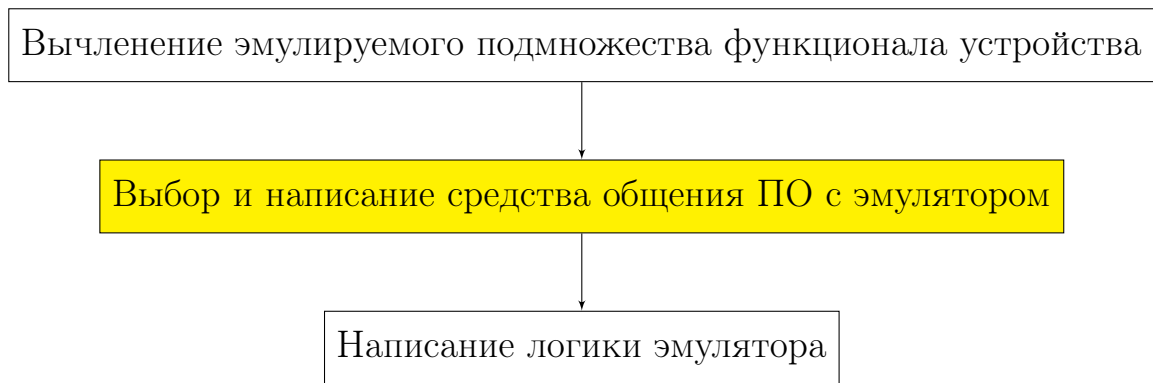 Вычленение эмулируемого подмножества функционала устройства
Выбор и написание средства общения ПО с эмулятором
Написание логики эмулятора